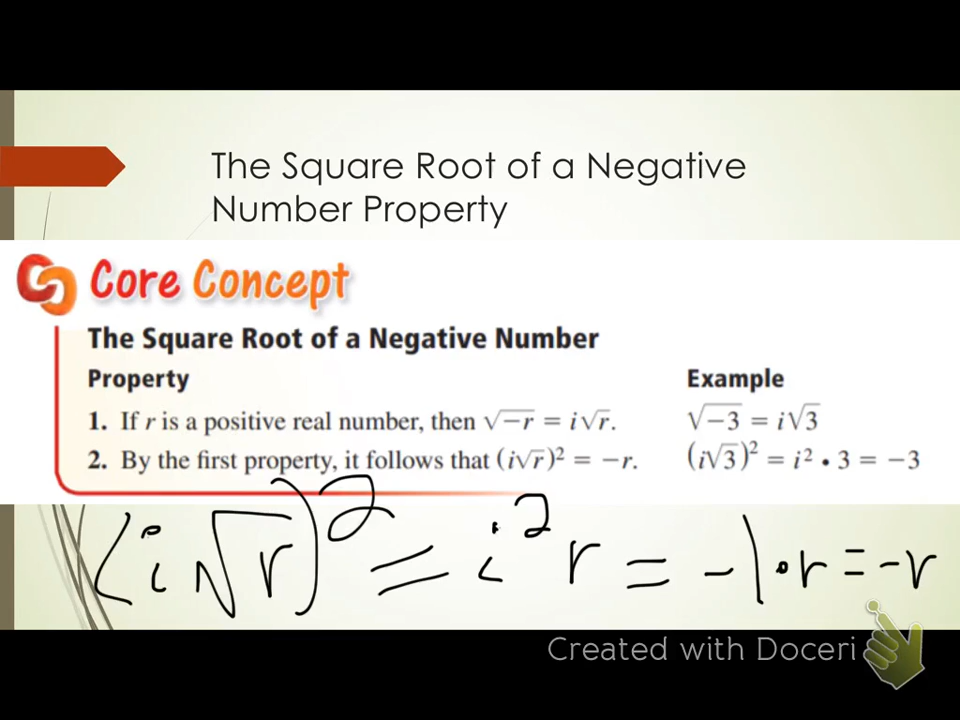 The Square Root of a Negative
Number Property
Core Concept
The Square Root of a Negative Number
Property Example
1. If r is a positive real number, then √−r = i√r. √−3 = i√3
2. By the first property, it follows that (i√r)² = −r. (i√3)² = i² • 3 = −3
(i√r)² = i² r = -1·r = -r
Created with Doceri